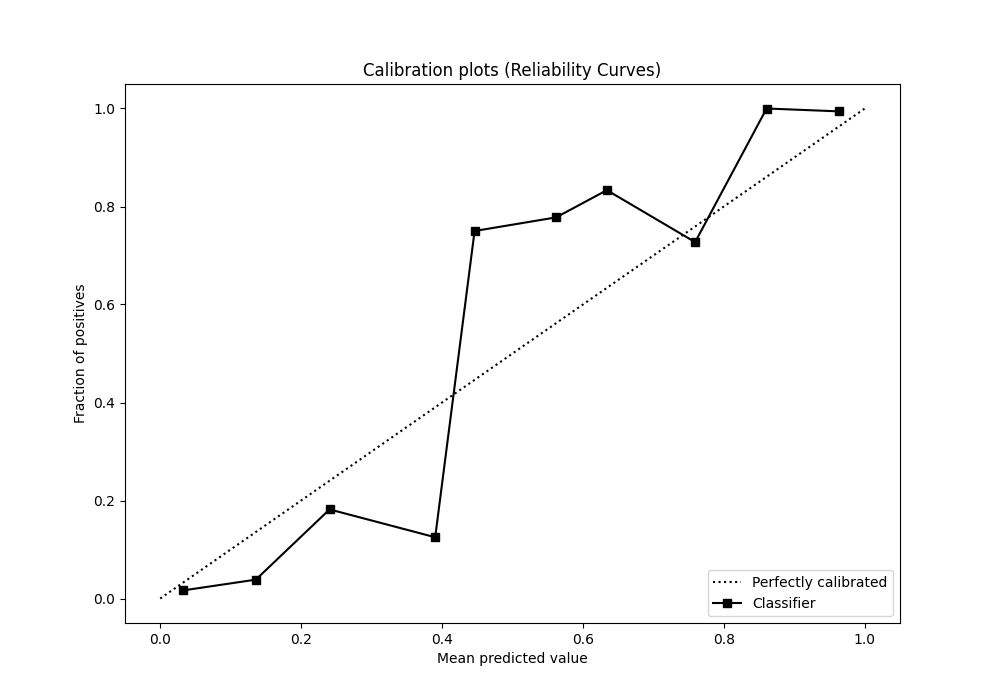 Calibration plots (Reliability Curves)
1.0
0.8
0.6
0.4
0.2
0.0
Fraction of positives
0.0 0.2 0.4 0.6 0.8 1.0
Mean predicted value
Perfectly calibrated
Classifier